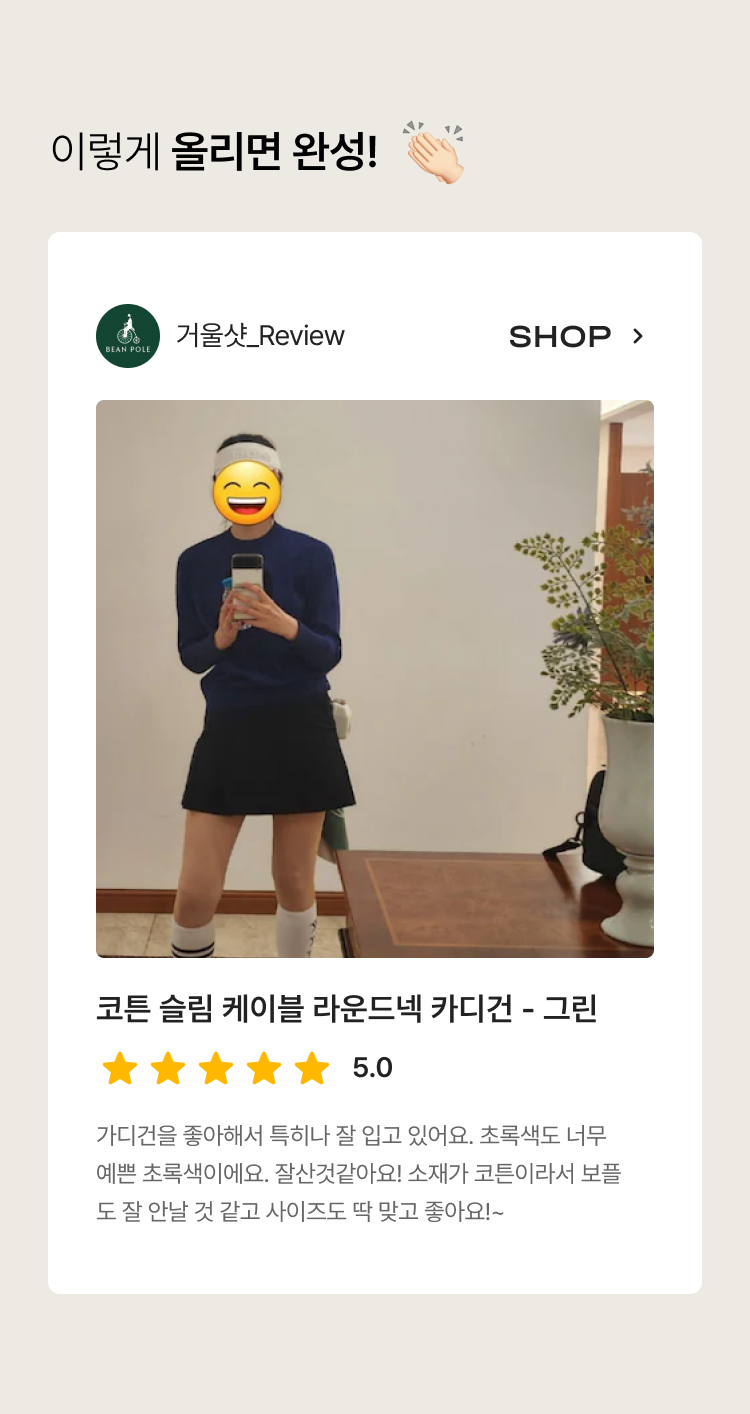 이렇게 올리면 완성!
BEAN POLE
거울샷_Review
SHOP
코튼 슬림 케이블 라운드넥 카디건 - 그린
5.0
가디건을 좋아해서 특히나 잘 입고 있어요. 초록색도 너무
예쁜 초록색이에요. 잘산것같아요! 소재가 코튼이라서 보플
도 잘 안날 것 같고 사이즈도 딱 맞고 좋아요!~